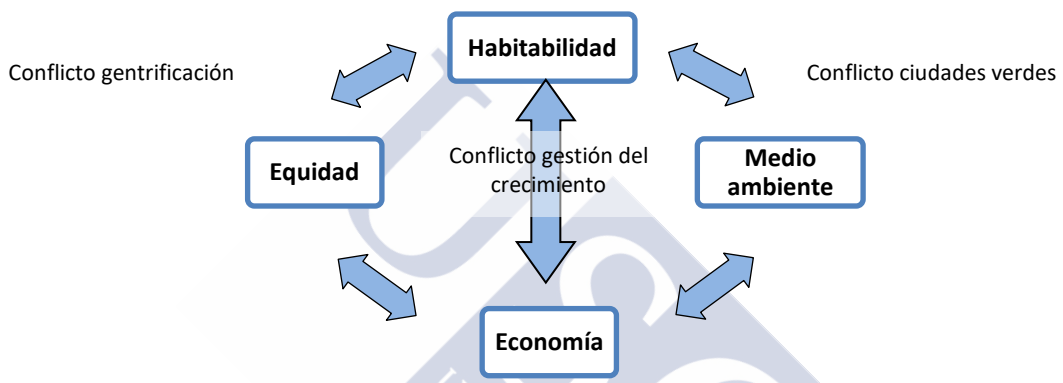 Habitabilidad
Conflicto gentrificación
Conflicto ciudades verdes
Equidad
Conflicto gestión del
crecimiento
Medio
ambiente
Economía